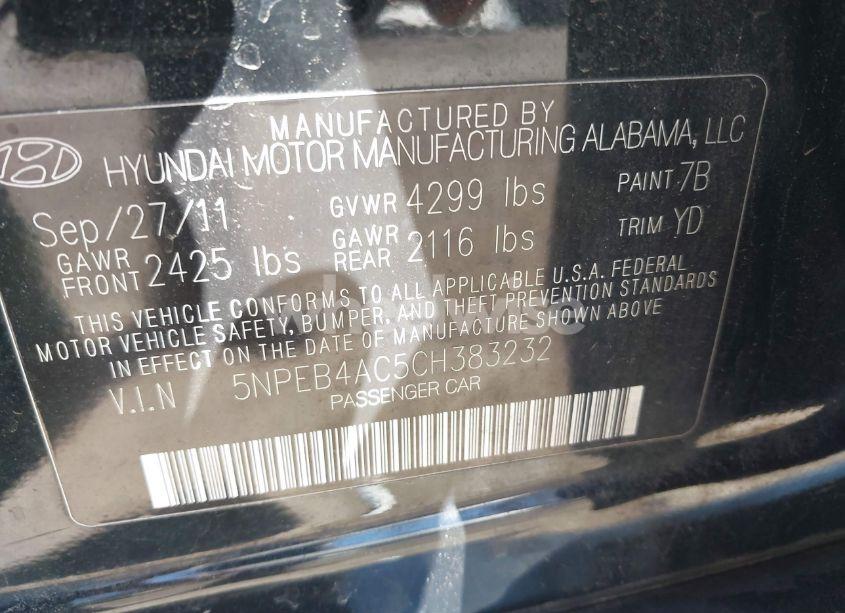 MANUFACTURED BY
HYUNDAI MOTOR MANUFACTURING ALABAMA, LLC
Sep/27/11 GVWR 4299 lbs PAINT 7B
GAWR FRONT 2425 lbs GAWR REAR 2116 lbs TRIM YD
THIS VEHICLE CONFORMS TO ALL APPLICABLE U.S.A. FEDERAL
MOTOR VEHICLE SAFETY, BUMPER, AND THEFT PREVENTION STANDARDS
IN EFFECT ON THE DATE OF MANUFACTURE SHOWN ABOVE
V.I.N 5NPEB4AC5CH383232
PASSENGER CAR